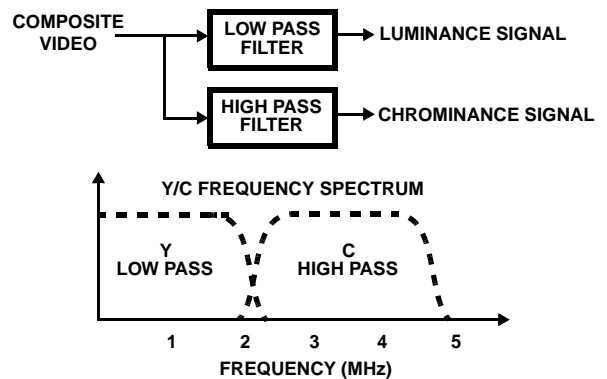 COMPOSITE
VIDEO
LOW PASS
FILTER
LUMINANCE SIGNAL
HIGH PASS
FILTER
CHROMINANCE SIGNAL
Y/C FREQUENCY SPECTRUM
Y
LOW PASS
C
HIGH PASS
1 2 3 4 5
FREQUENCY (MHz)